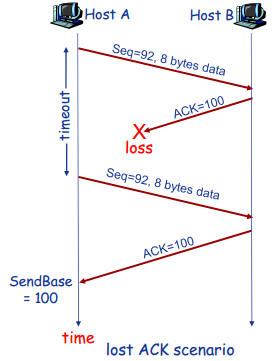 Host A
Host B
Seq=92, 8 bytes data
ACK=100
timeout
X
loss
Seq=92, 8 bytes data
ACK=100
SendBase
= 100
time
lost ACK scenario